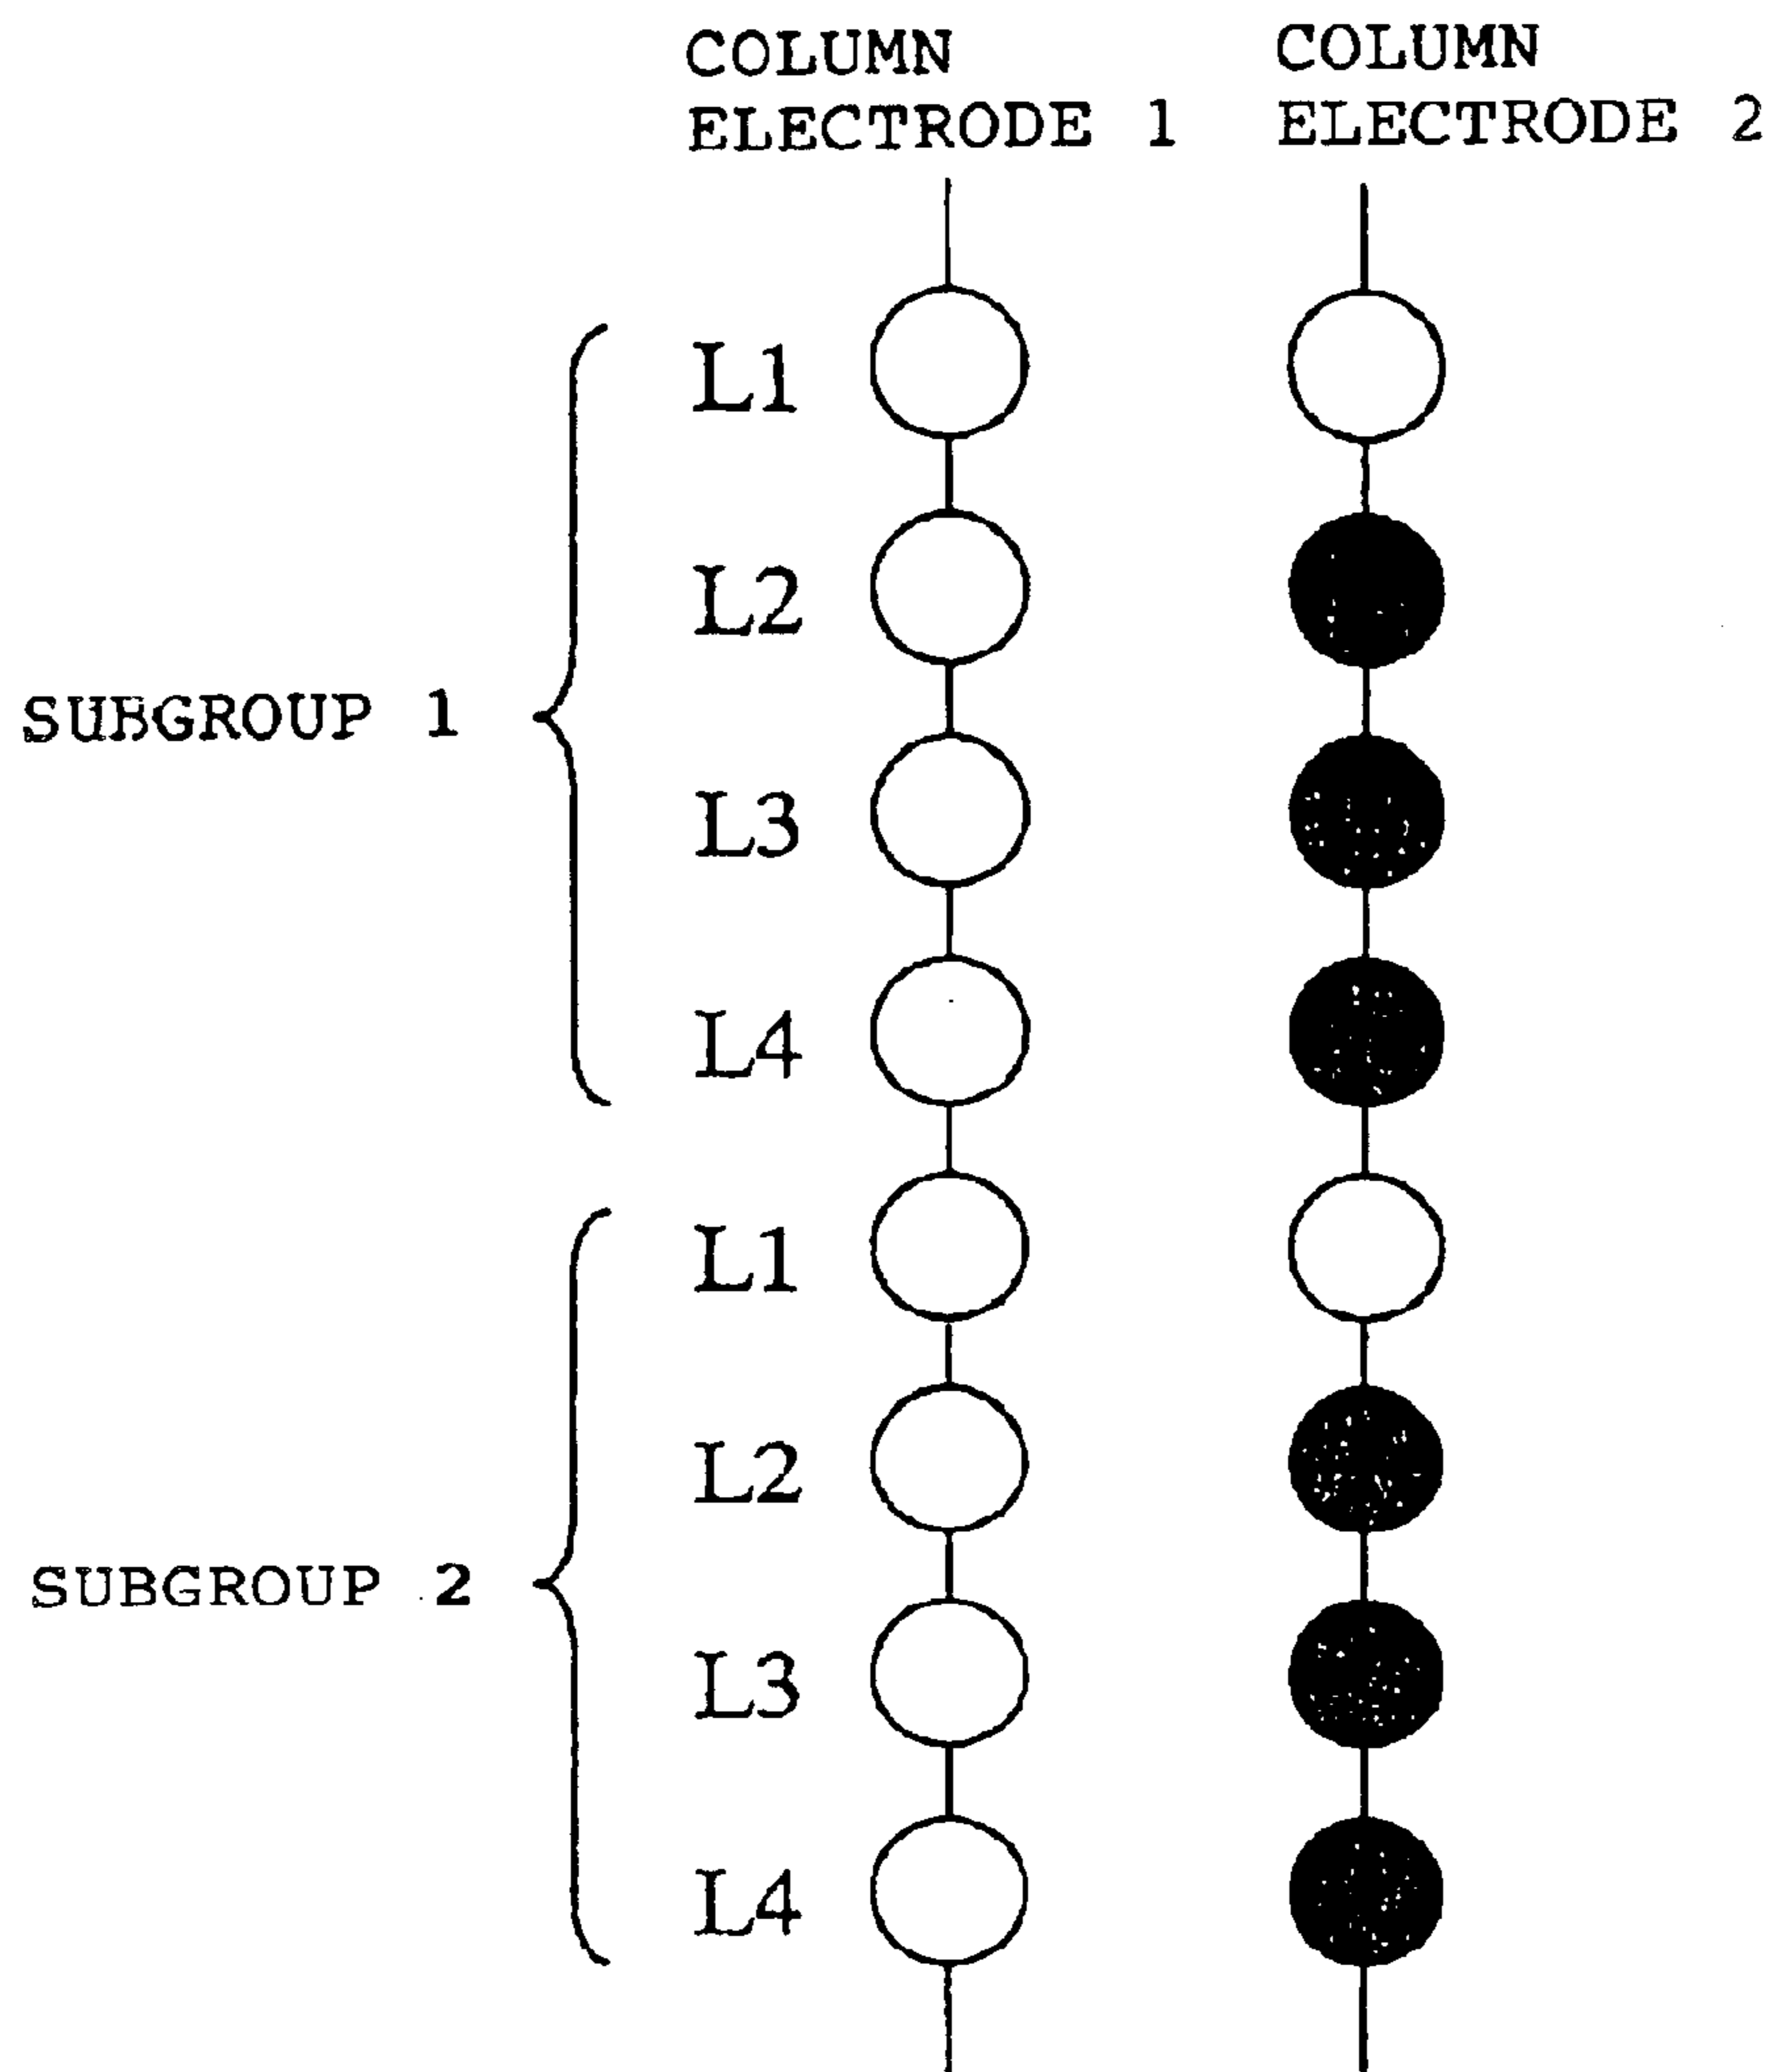 COLUMN
ELECTRODE 1
COLUMN
ELECTRODE 2
L1
L2
SUBGROUP 1
L3
L4
L1
L2
SUBGROUP 2
L3
L4